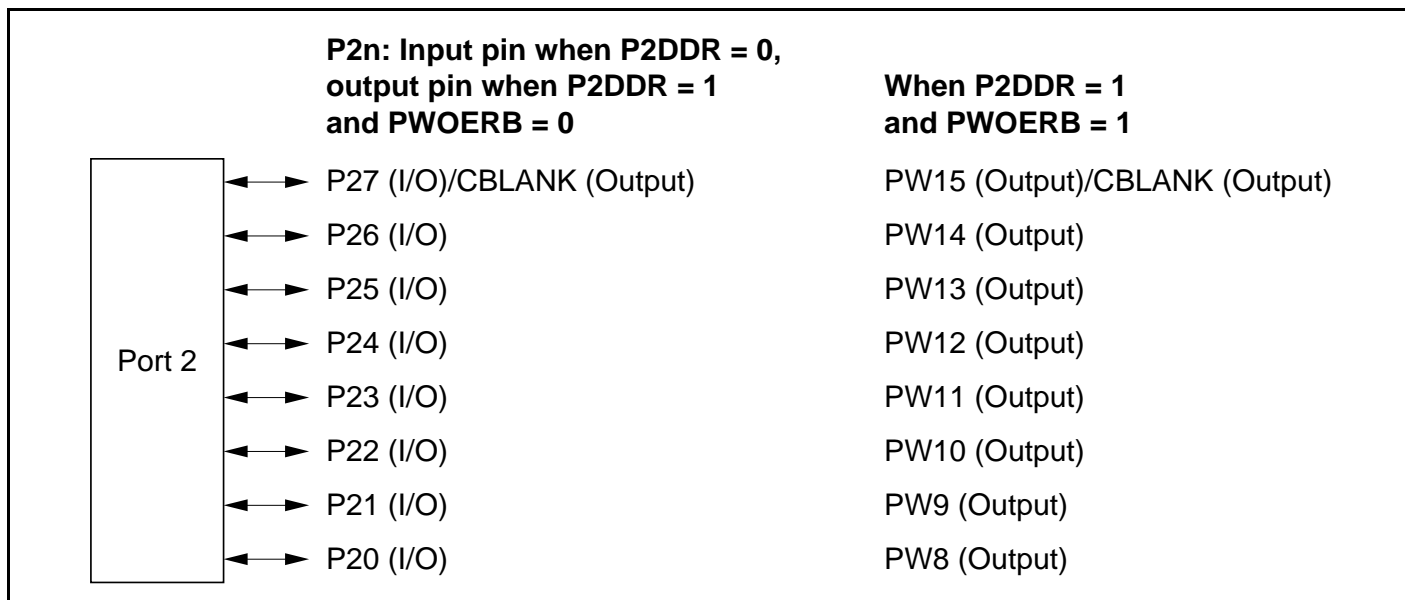 P2n: Input pin when P2DDR = 0,
output pin when P2DDR = 1
and PWOERB = 0
When P2DDR = 1
and PWOERB = 1
Port 2
P27 (I/O)/CBLANK (Output) PW15 (Output)/CBLANK (Output)
P26 (I/O) PW14 (Output)
P25 (I/O) PW13 (Output)
P24 (I/O) PW12 (Output)
P23 (I/O) PW11 (Output)
P22 (I/O) PW10 (Output)
P21 (I/O) PW9 (Output)
P20 (I/O) PW8 (Output)